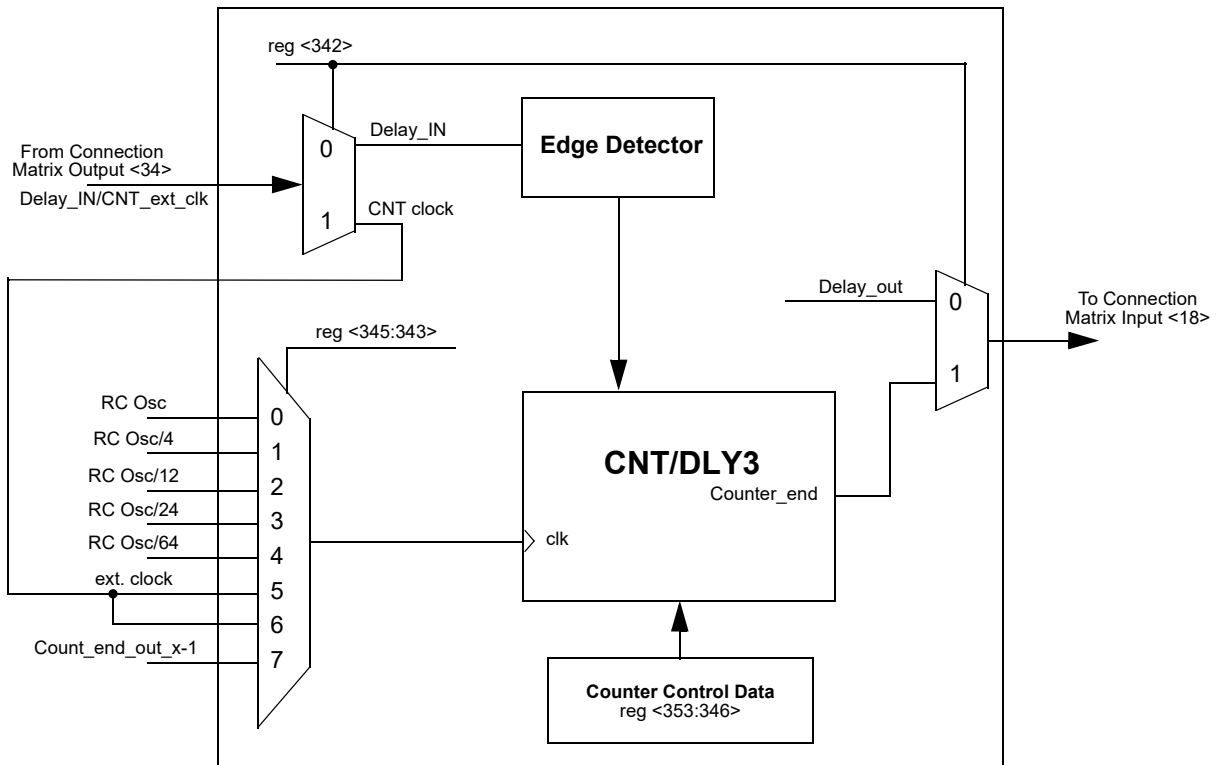 reg <342>
Delay_IN
Edge Detector
0
From Connection
Matrix Output <34>
Delay_IN/CNT_ext_clk
1
CNT clock
Delay_out
0
To Connection
Matrix Input <18>
1
reg <345:343>
RC Osc
0
RC Osc/4
1
RC Osc/12
2
RC Osc/24
3
RC Osc/64
4
ext. clock
5
6
Count_end_out_x-1
7
CNT/DLY3
Counter_end
clk
Counter Control Data
reg <353:346>